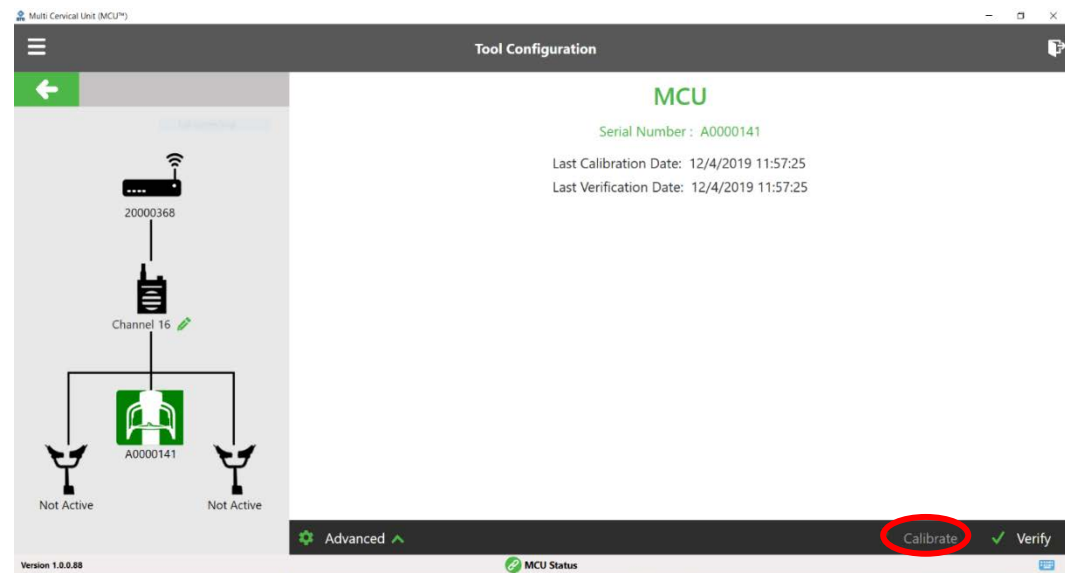 Multi Cervical Unit (MCU™)
Tool Configuration
MCU
Serial Number : A0000141
Last Calibration Date: 12/4/2019 11:57:25
Last Verification Date: 12/4/2019 11:57:25
20000368
Channel 16
A0000141
Not Active
Not Active
Advanced
Calibrate
Verify
Version 1.0.0.88
MCU Status